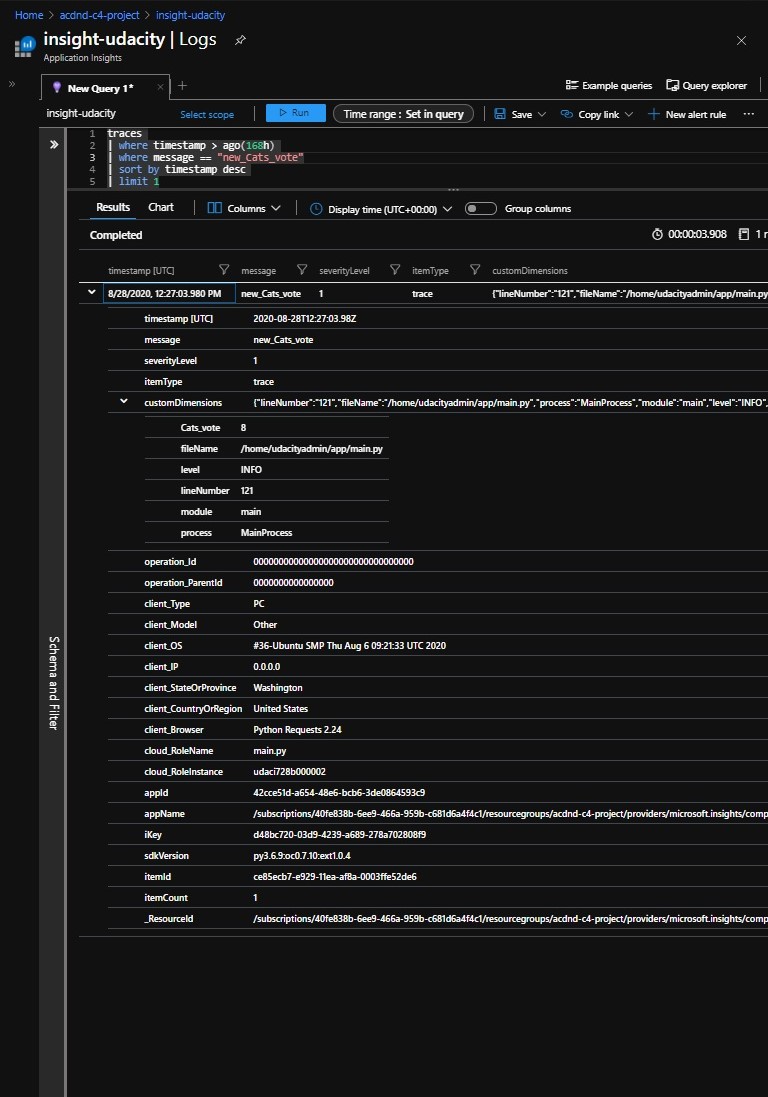 Home > acdnd-c4-project > insight-udacity
insight-udacity | Logs
Application Insights
New Query 1*
Example queries
Query explorer
insight-udacity
Select scope
Run
Time range : Set in query
Save
Copy link
New alert rule
1 traces
2 | where timestamp > ago(168h)
3 | where message == "new_Cats_vote"
4 | sort by timestamp desc
5 | limit 1
Results Chart Columns Display time (UTC+00:00) Group columns
Completed 00:00:03.908 1 r
timestamp [UTC] message severityLevel itemType customDimensions
8/28/2020, 12:27:03.980 PM new_Cats_vote 1 trace {"lineNumber":"121","fileName":"/home/udacityadmin/app/main.py
timestamp [UTC] 2020-08-28T12:27:03.98Z
message new_Cats_vote
severityLevel 1
itemType trace
customDimensions {"lineNumber":"121","fileName":"/home/udacityadmin/app/main.py","process":"MainProcess","module":"main","level":"INFO",
Cats_vote 8
fileName /home/udacityadmin/app/main.py
level INFO
lineNumber 121
module main
process MainProcess
operation_Id 00000000000000000000000000000000
operation_ParentId 0000000000000000
client_Type PC
client_Model Other
client_OS #36-Ubuntu SMP Thu Aug 6 09:21:33 UTC 2020
client_IP 0.0.0.0
client_StateOrProvince Washington
client_CountryOrRegion United States
client_Browser Python Requests 2.24
cloud_RoleName main.py
cloud_RoleInstance udaci728b000002
appId 42cce51d-a654-48e6-bcb6-3de0864593c9
appName /subscriptions/40fe838b-6ee9-466a-959b-c681d6a4f4c1/resourcegroups/acdnd-c4-project/providers/microsoft.insights/comp
iKey d48bc720-03d9-4239-a689-278a702808f9
sdkVersion py3.6.9:oc0.7.10:ext1.0.4
itemId ce85ecb7-e929-11ea-af8a-0003ffe52de6
itemCount 1
_ResourceId /subscriptions/40fe838b-6ee9-466a-959b-c681d6a4f4c1/resourcegroups/acdnd-c4-project/providers/microsoft.insights/comp
Schema and Filter